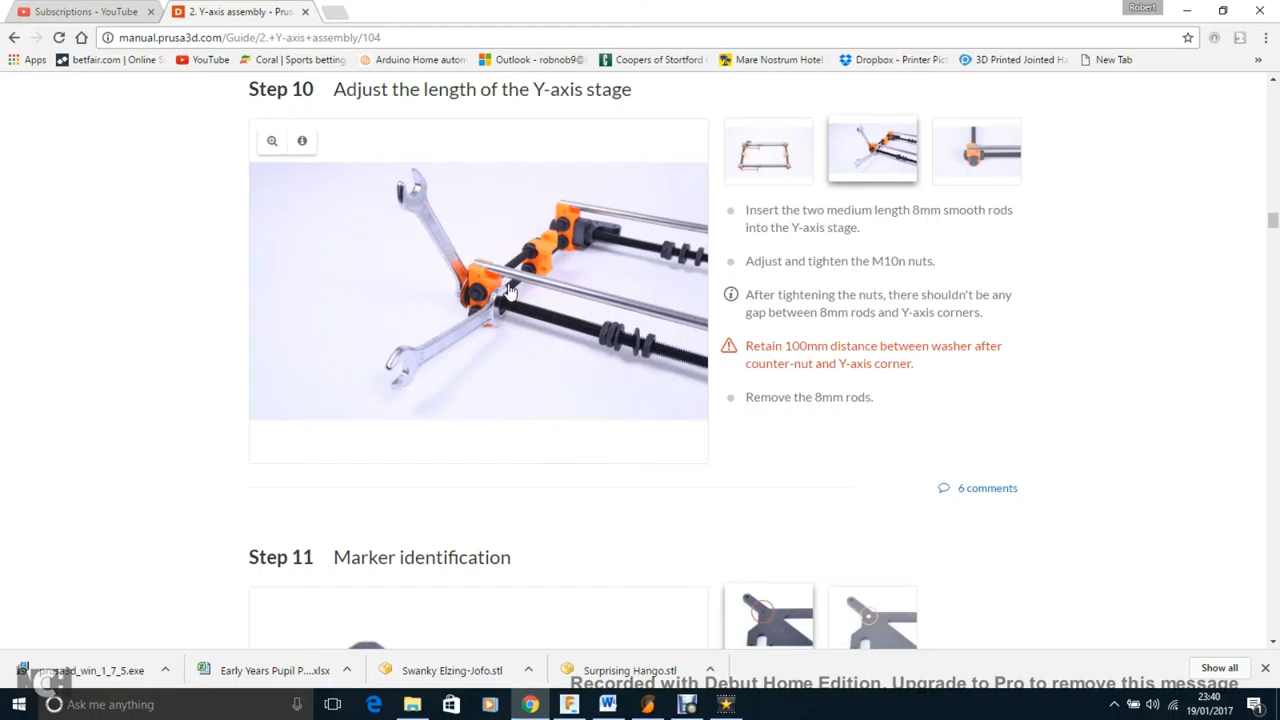 Subscriptions - YouTube
2. Y-axis assembly - Prus
Robert
manual.prusa3d.com/Guide/2.+Y-axis+assembly/104
Apps
betfair.com | Online S
YouTube
Coral | Sports betting
Arduino Home autom
Outlook - robnob9@
Coopers of Stortford
Mare Nostrum Hotel -
Dropbox - Printer Pict
3D Printed Jointed Ha
New Tab
Step 10 Adjust the length of the Y-axis stage
Insert the two medium length 8mm smooth rods
into the Y-axis stage.
Adjust and tighten the M10n nuts.
After tightening the nuts, there shouldn't be any
gap between 8mm rods and Y-axis corners.
Retain 100mm distance between washer after
counter-nut and Y-axis corner.
Remove the 8mm rods.
6 comments
Step 11 Marker identification
prusa3d_win_1_7_5.exe
Early Years Pupil P....xlsx
Swanky Elzing-Jofo.stl
Surprising Hango.stl
Show all
Recorded with Debut Home Edition. Upgrade to Pro to remove this message
Ask me anything
23:40
19/01/2017